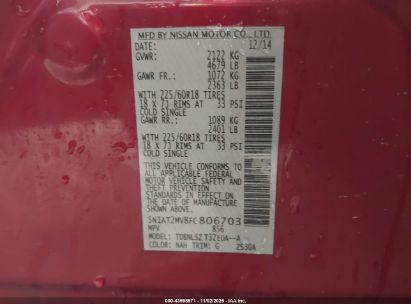 MFD BY NISSAN MOTOR CO., LTD.
DATE: 12/14
GVWR: 2122 KG
4679 LB
GAWR FR.: 1072 KG
2363 LB
WITH 225/60R18 TIRES
18 X 7J RIMS AT 33 PSI
COLD SINGLE
GAWR RR.: 1089 KG
2401 LB
WITH 225/60R18 TIRES
18 X 7J RIMS AT 33 PSI
COLD SINGLE
THIS VEHICLE CONFORMS TO ALL APPLICABLE
FEDERAL MOTOR VEHICLE SAFETY
STANDARDS IN EFFECT ON THE DATE OF
MANUFACTURE SHOWN ABOVE.
5N1AT2MV8FC806703
MPV 856
MODEL:
COLOR: NAH TRIM: G
IAA